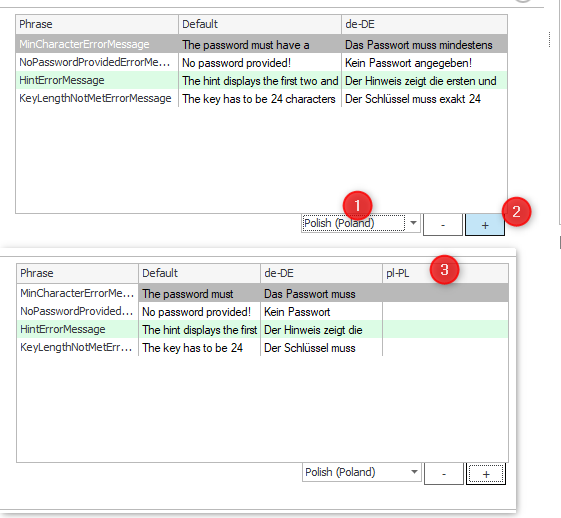 Phrase Default de-DE
MinCharacterErrorMessage The password must have a Das Passwort muss mindestens
NoPasswordProvidedErrorMe... No password provided! Kein Passwort angegeben!
HintErrorMessage The hint displays the first two and Der Hinweis zeigt die ersten und
KeyLengthNotMetErrorMessage The key has to be 24 characters Der Schlüssel muss exakt 24
1
2
Polish (Poland) - +
3
Phrase Default de-DE pl-PL
MinCharacterErrorMe... The password must Das Passwort muss
NoPasswordProvided... No password provided! Kein Passwort
HintErrorMessage The hint displays the first Der Hinweis zeigt die
KeyLengthNotMetErr... The key has to be 24 Der Schlüssel muss
Polish (Poland) - +